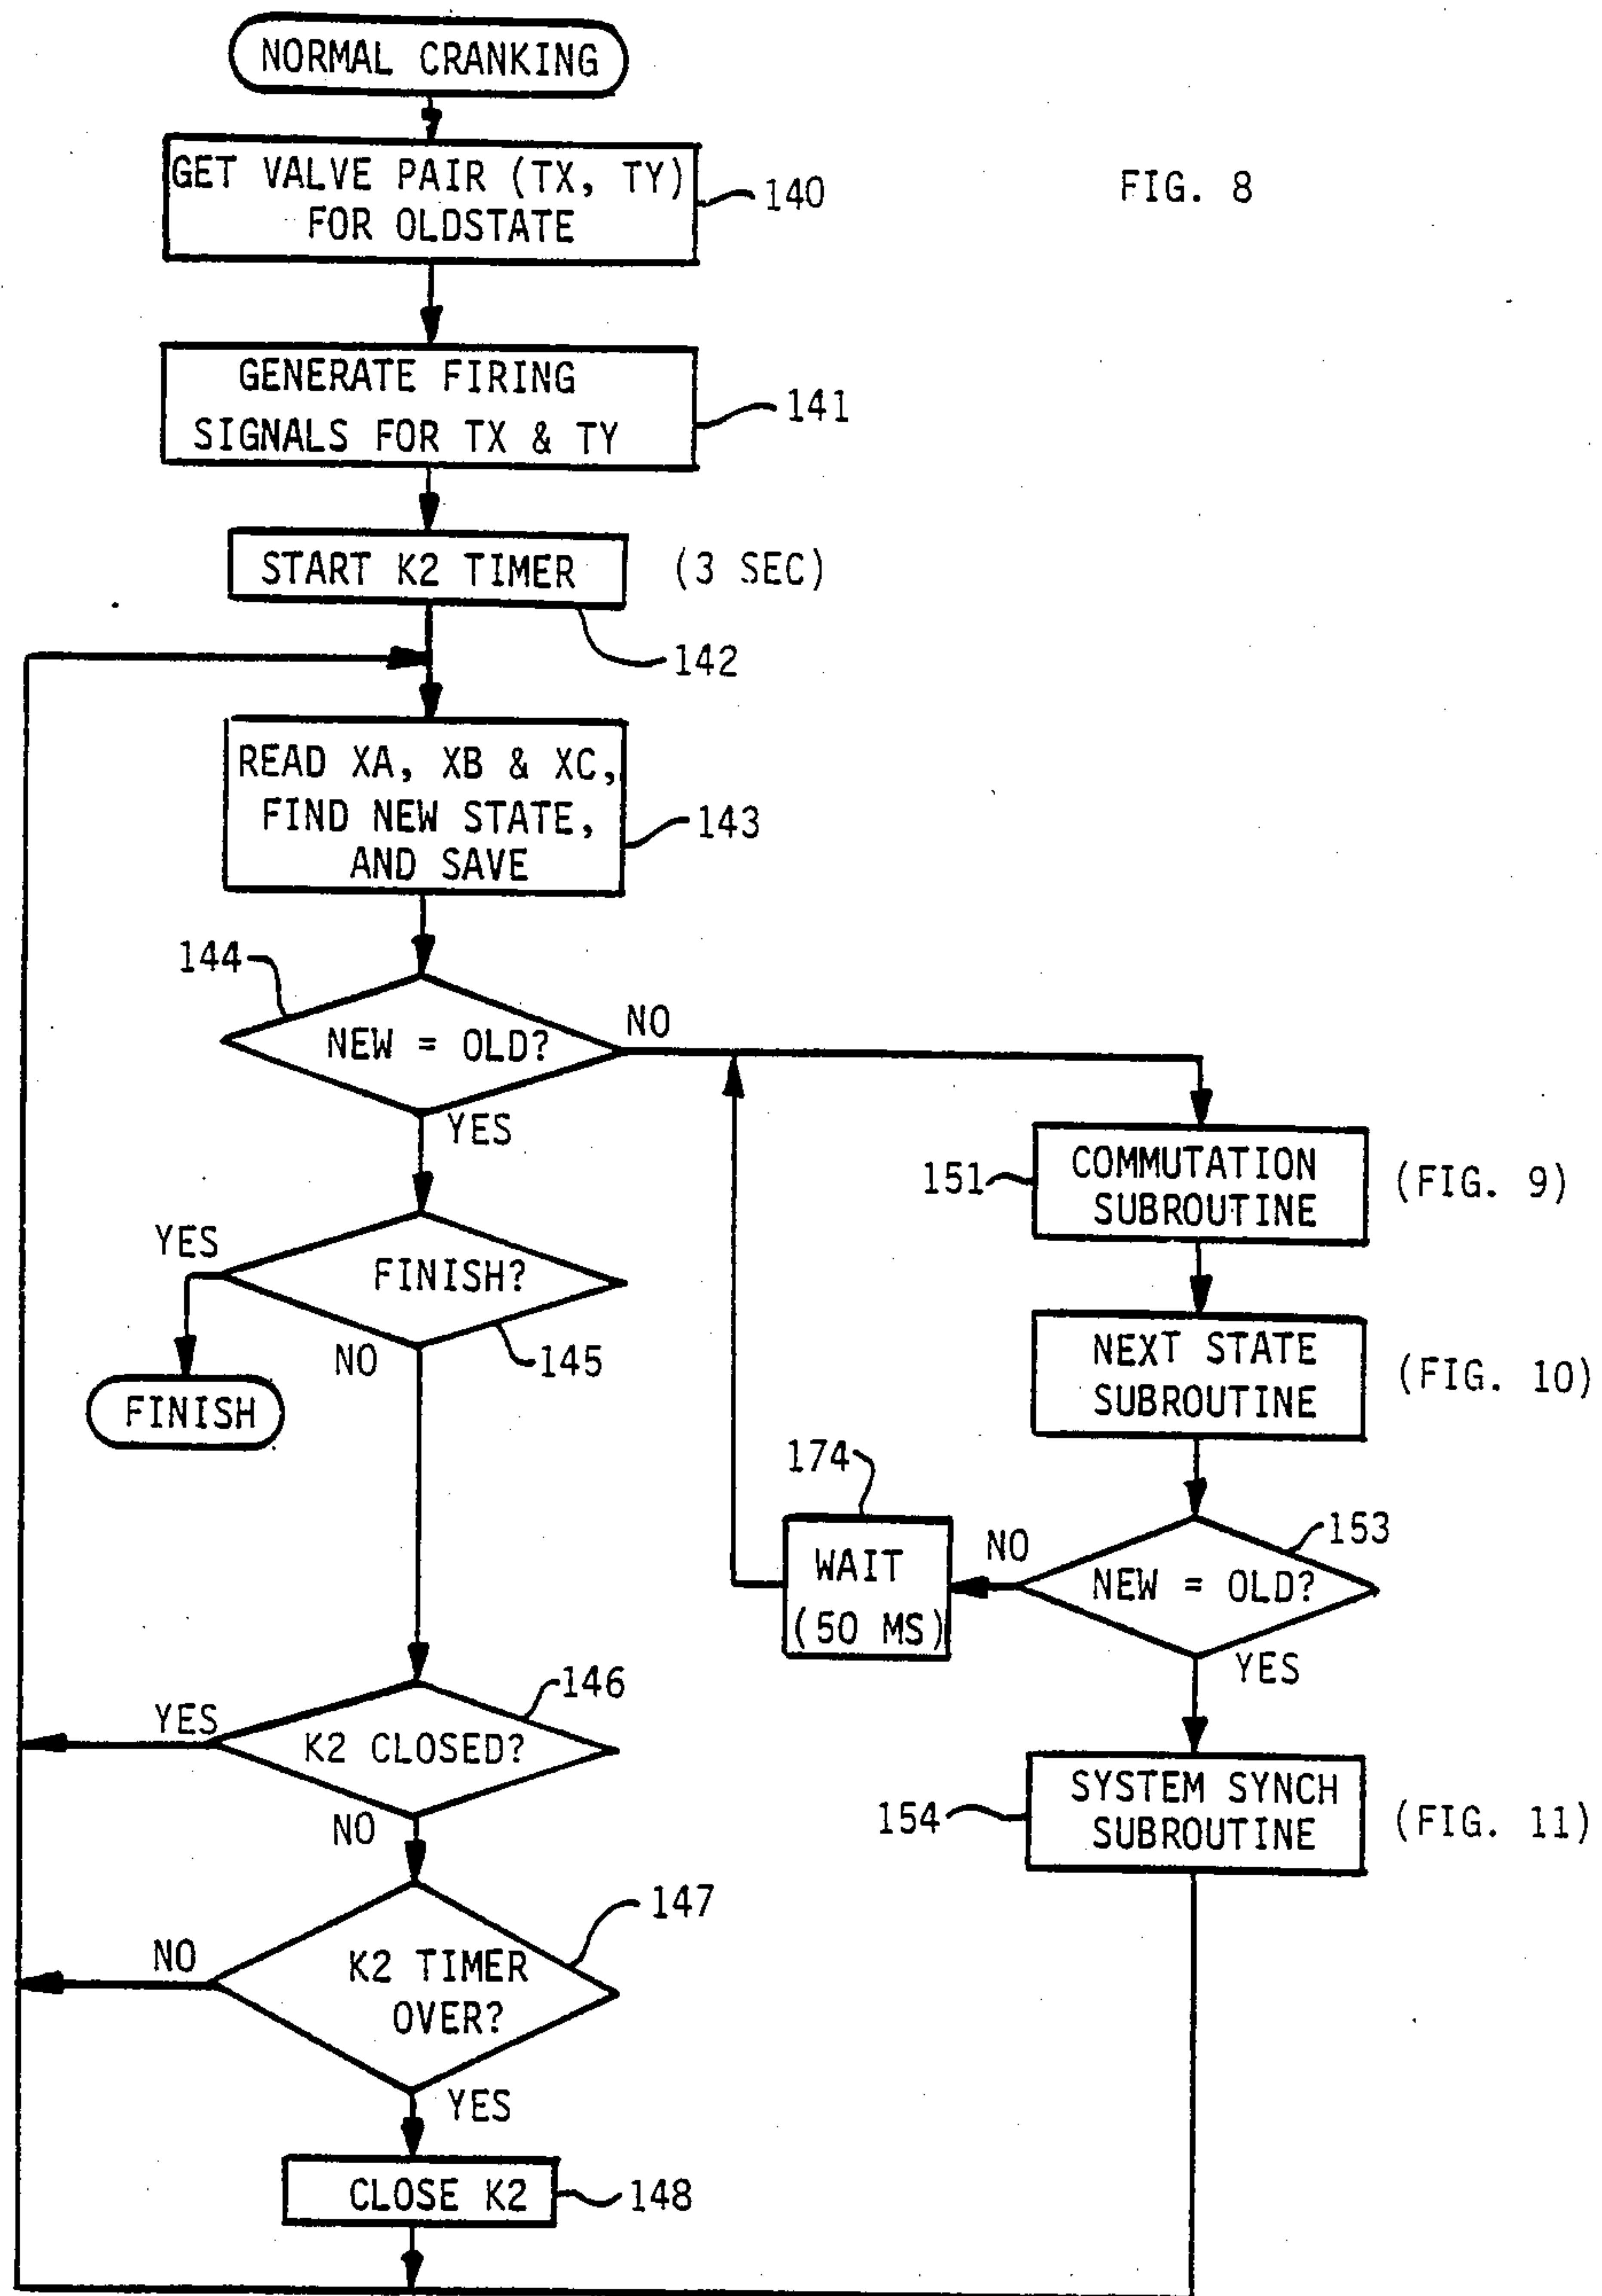 NORMAL CRANKING
GET VALVE PAIR (TX, TY)
FOR OLDSTATE
140
FIG. 8
GENERATE FIRING
SIGNALS FOR TX & TY
141
START K2 TIMER
(3 SEC)
142
READ XA, XB & XC,
FIND NEW STATE,
AND SAVE
143
144
NEW = OLD?
NO
YES
151
COMMUTATION
SUBROUTINE
(FIG. 9)
YES
FINISH?
NO
145
FINISH
NEXT STATE
SUBROUTINE
(FIG. 10)
174
WAIT
(50 MS)
NO
153
NEW = OLD?
YES
146
YES
K2 CLOSED?
NO
154
SYSTEM SYNCH
SUBROUTINE
(FIG. 11)
147
NO
K2 TIMER
OVER?
YES
CLOSE K2
148